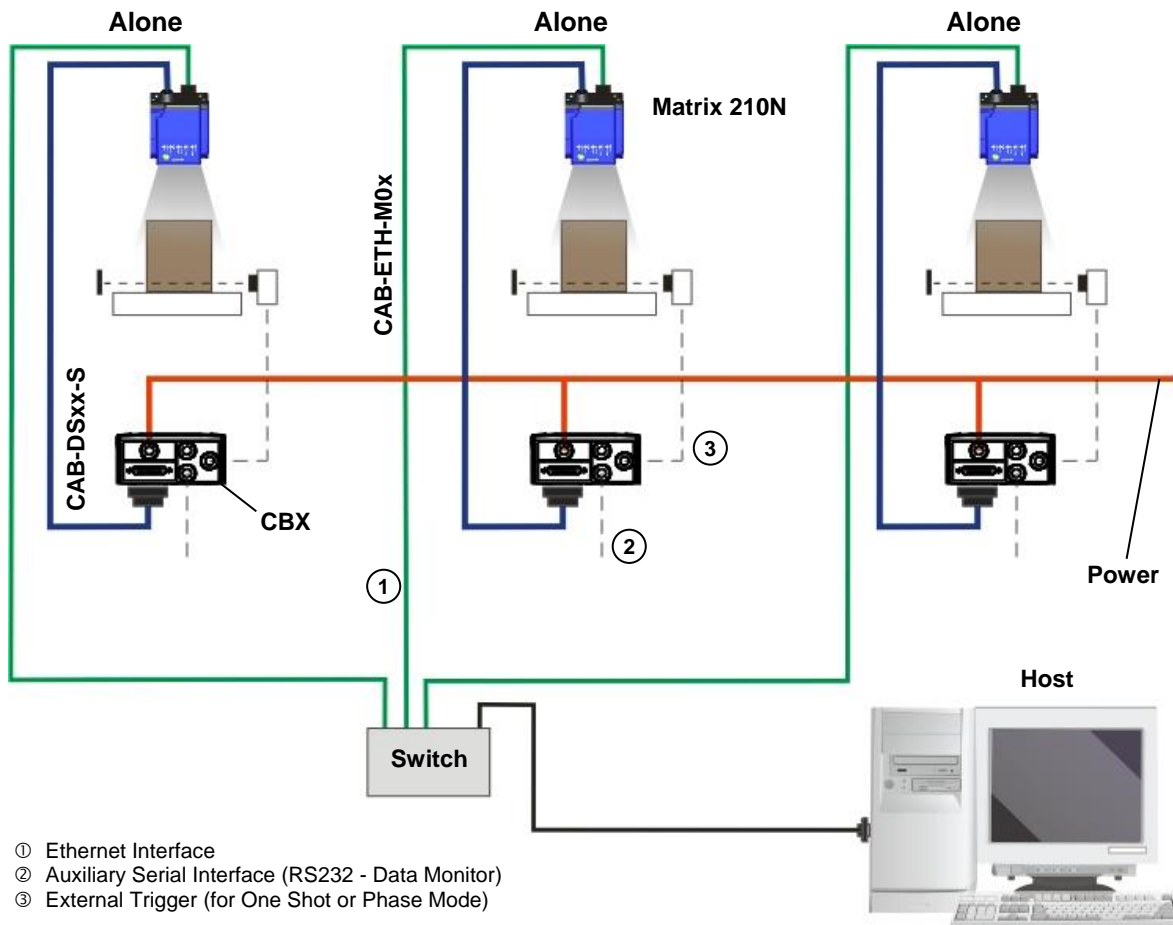 Alone
Alone
Alone
Matrix 210N
CAB-ETH-M0x
CAB-DSxx-S
③
CBX
②
①
Power
Host
Switch
① Ethernet Interface
② Auxiliary Serial Interface (RS232 - Data Monitor)
③ External Trigger (for One Shot or Phase Mode)